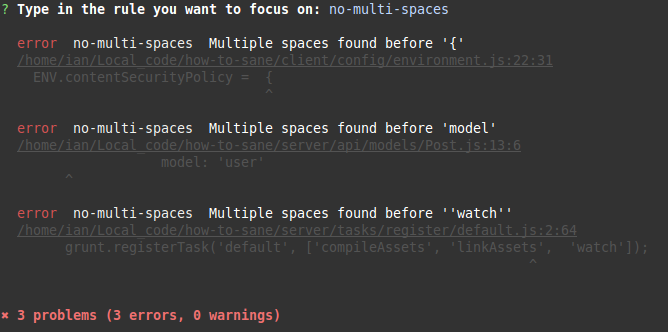 ? Type in the rule you want to focus on: no-multi-spaces
error  no-multi-spaces  Multiple spaces found before '{'
/home/ian/Local_code/how-to-sane/client/config/environment.js:22:31
ENV.contentSecurityPolicy =  {
^
error  no-multi-spaces  Multiple spaces found before 'model'
/home/ian/Local_code/how-to-sane/server/api/models/Post.js:13:6
model: 'user'
^
error  no-multi-spaces  Multiple spaces found before ''watch''
/home/ian/Local_code/how-to-sane/server/tasks/register/default.js:2:64
grunt.registerTask('default', ['compileAssets', 'linkAssets',  'watch']);
^
✖ 3 problems (3 errors, 0 warnings)